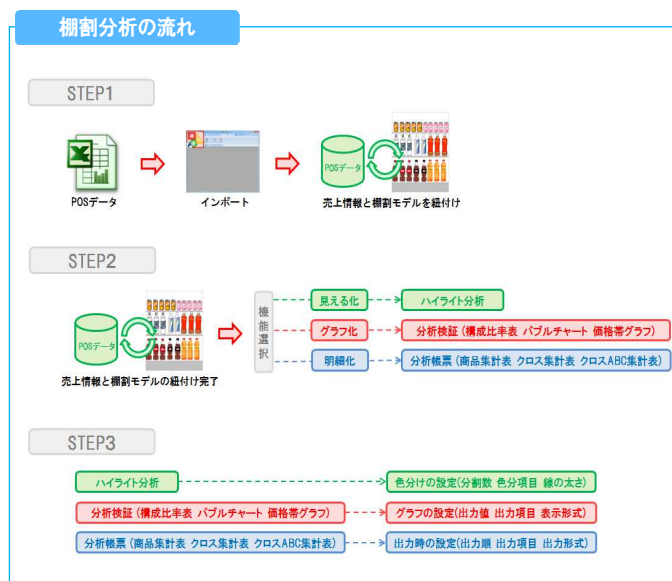 棚割分析の流れ
STEP1
POSデータ
インポート
POSデータ
売上情報と棚割モデルを紐付け
STEP2
POSデータ
売上情報と棚割モデルの紐付け完了
機能選択
見える化
ハイライト分析
グラフ化
分析検証(構成比率表 バブルチャート 価格帯グラフ)
明細化
分析帳票(商品集計表 クロス集計表 クロスABC集計表)
STEP3
ハイライト分析
色分けの設定(分割数 色分項目 縁の太さ)
分析検証(構成比率表 バブルチャート 価格帯グラフ)
グラフの設定(出力値 出力項目 表示形式)
分析帳票(商品集計表 クロス集計表 クロスABC集計表)
出力時の設定(出力順 出力項目 出力形式)